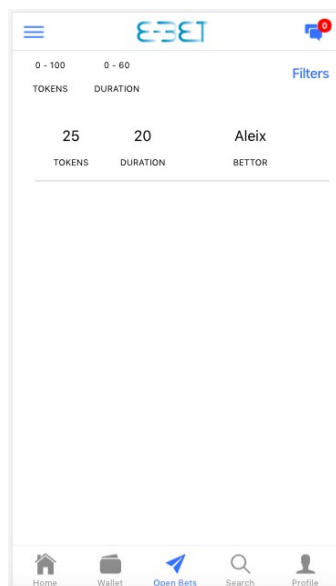 E-BET
0
0 - 100 0 - 60 Filters
TOKENS DURATION
25 20 Aleix
TOKENS DURATION BETTOR
Home Wallet Open Bets Search Profile